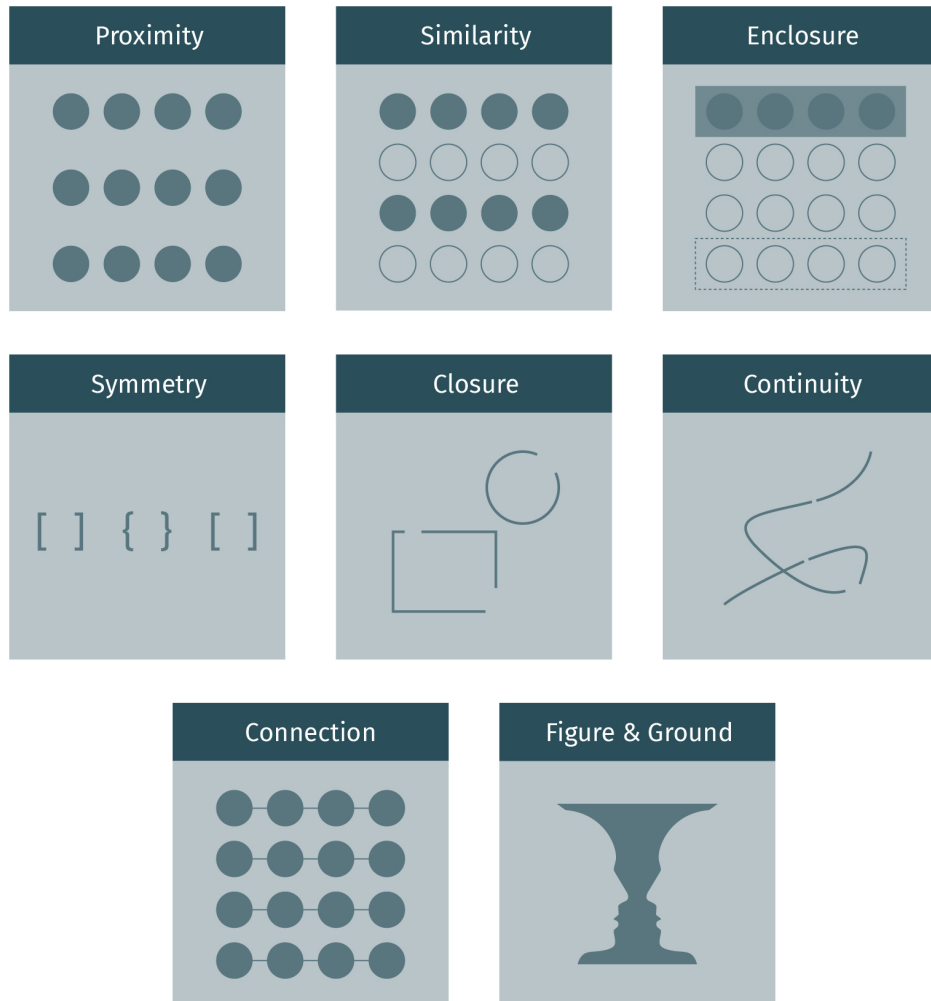 Proximity
Similarity
Enclosure
Symmetry
Closure
Continuity
[ ] { } [ ]
Connection
Figure & Ground